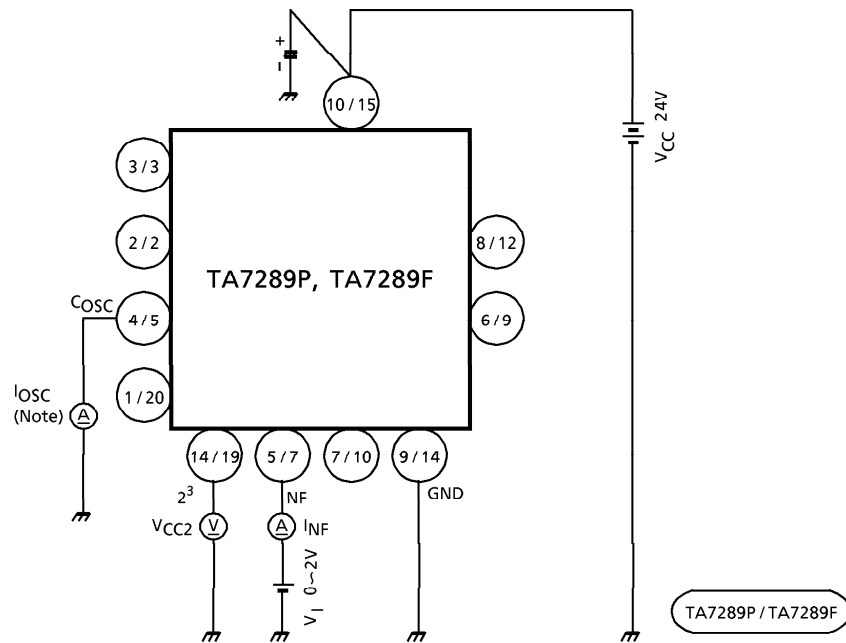 +
−
10 / 15
VCC 24V
3 / 3
2 / 2
8 / 12
TA7289P, TA7289F
COSC
4 / 5
6 / 9
IOSC
(Note)
A
1 / 20
14 / 19
5 / 7
7 / 10
9 / 14
2³
NF
GND
VCC2
V
A
INF
VI 0~2V
TA7289P / TA7289F